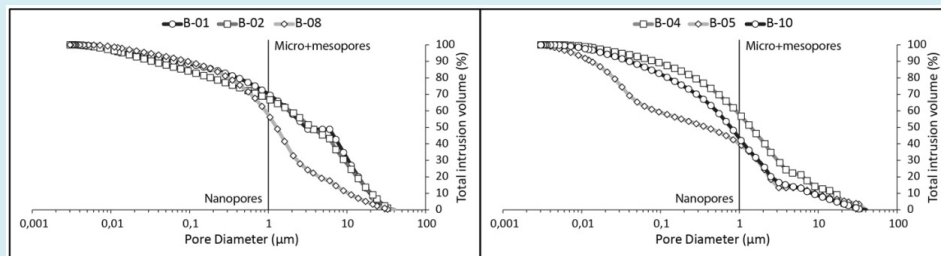 B-01 B-02 B-08
Micro+mesopores
Nanopores
100
90
80
70
60
50
40
30
20
10
0
Total intrusion volume (%)
0,001 0,01 0,1 1 10 100
Pore Diameter (µm)
B-04 B-05 B-10
Micro+mesopores
Nanopores
100
90
80
70
60
50
40
30
20
10
0
Total intrusion volume (%)
0,001 0,01 0,1 1 10 100
Pore Diameter (µm)